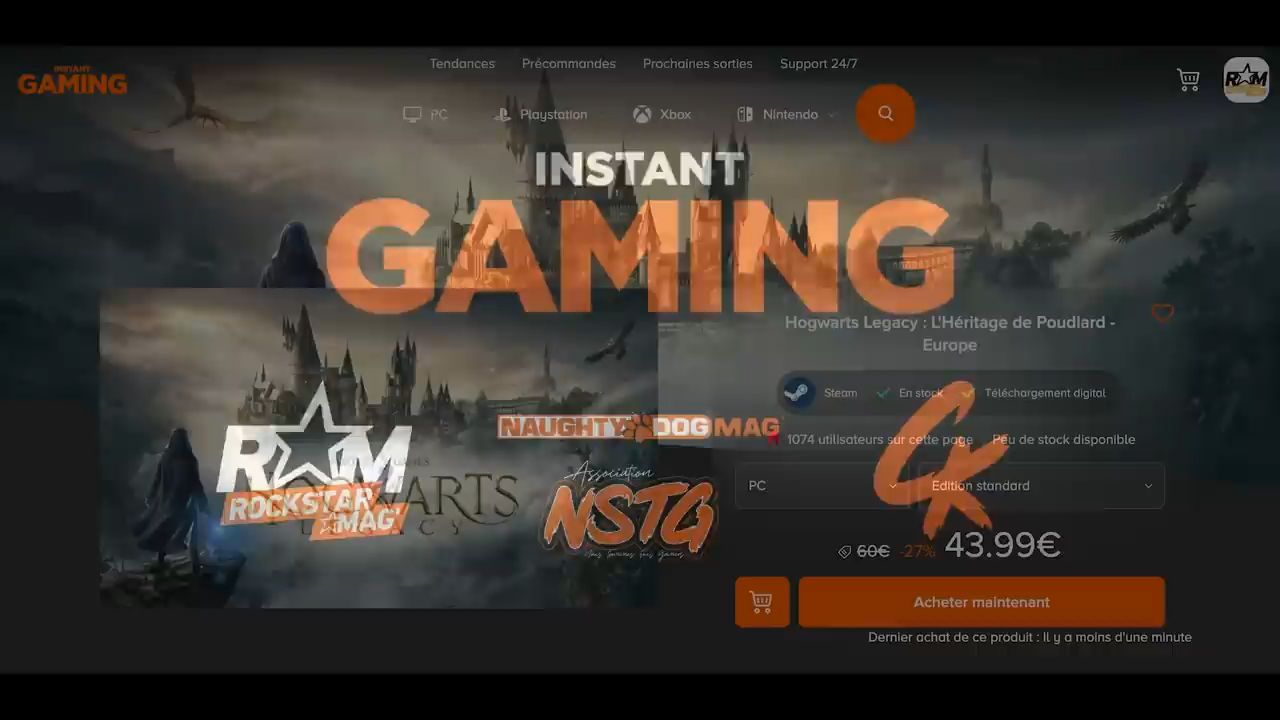 INSTANT
GAMING
Tendances
Précommandes
Prochaines sorties
Support 24/7
RM
PC
Playstation
Xbox
Nintendo
INSTANT
GAMING
Hogwarts Legacy : L'Héritage de Poudlard -
Europe
Steam
En stock
Téléchargement digital
1074 utilisateurs sur cette page
Peu de stock disponible
NAUGHTY DOG MAG
RM
ROCKSTAR
MAG'
Association
NSTG
CX
PC
Edition standard
60€
-27%
43.99€
Acheter maintenant
Dernier achat de ce produit : Il y a moins d'une minute